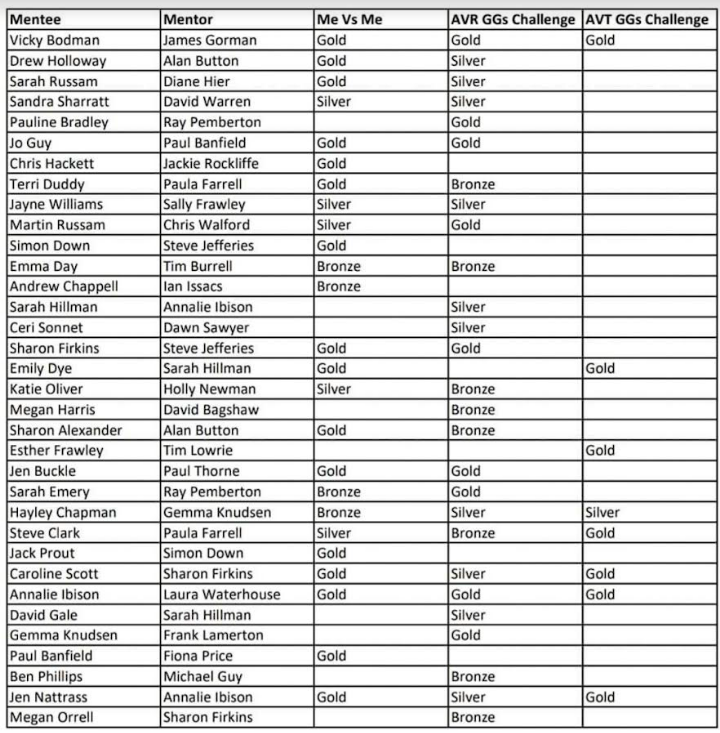 Mentee Mentor Me Vs Me AVR GGs Challenge AVT GGs Challenge
Vicky Bodman James Gorman Gold Gold Gold
Drew Holloway Alan Button Gold Silver
Sarah Russam Diane Hier Gold Silver
Sandra Sharratt David Warren Silver Silver
Pauline Bradley Ray Pemberton Gold
Jo Guy Paul Banfield Gold Gold
Chris Hackett Jackie Rockliffe Gold
Terri Duddy Paula Farrell Gold Bronze
Jayne Williams Sally Frawley Silver Silver
Martin Russam Chris Walford Silver Gold
Simon Down Steve Jefferies Gold
Emma Day Tim Burrell Bronze Bronze
Andrew Chappell Ian Issacs Bronze
Sarah Hillman Annalie Ibison Silver
Ceri Sonnet Dawn Sawyer Silver
Sharon Firkins Steve Jefferies Gold Gold
Emily Dye Sarah Hillman Gold Gold
Katie Oliver Holly Newman Silver Bronze
Megan Harris David Bagshaw Bronze
Sharon Alexander Alan Button Gold Bronze
Esther Frawley Tim Lowrie Gold
Jen Buckle Paul Thorne Gold Gold
Sarah Emery Ray Pemberton Bronze Gold
Hayley Chapman Gemma Knudsen Bronze Silver Silver
Steve Clark Paula Farrell Silver Bronze Gold
Jack Prout Simon Down Gold
Caroline Scott Sharon Firkins Gold Silver Gold
Annalie Ibison Laura Waterhouse Gold Gold Gold
David Gale Sarah Hillman Silver
Gemma Knudsen Frank Lamerton Gold
Paul Banfield Fiona Price Gold
Ben Phillips Michael Guy Bronze
Jen Nattrass Annalie Ibison Gold Silver Gold
Megan Orrell Sharon Firkins Bronze